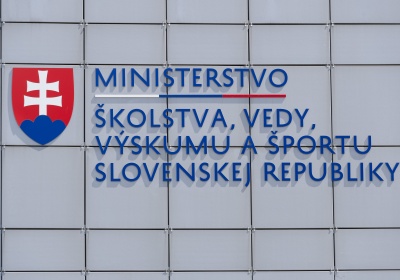 MINISTERSTVO
ŠKOLSTVA, VEDY,
VÝSKUMU A ŠPORTU
SLOVENSKEJ REPUBLIKY